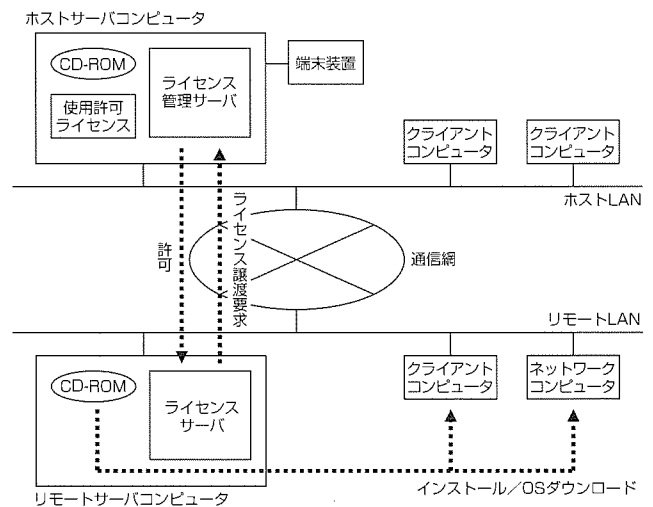 ホストサーバコンピュータ
CD-ROM
使用許可
ライセンス
ライセンス
管理サーバ
端末装置
クライアント
コンピュータ
クライアント
コンピュータ
ホストLAN
許可
ライセンス譲渡要求
通信網
リモートLAN
CD-ROM
ライセンス
サーバ
クライアント
コンピュータ
ネットワーク
コンピュータ
インストール/OSダウンロード
リモートサーバコンピュータ